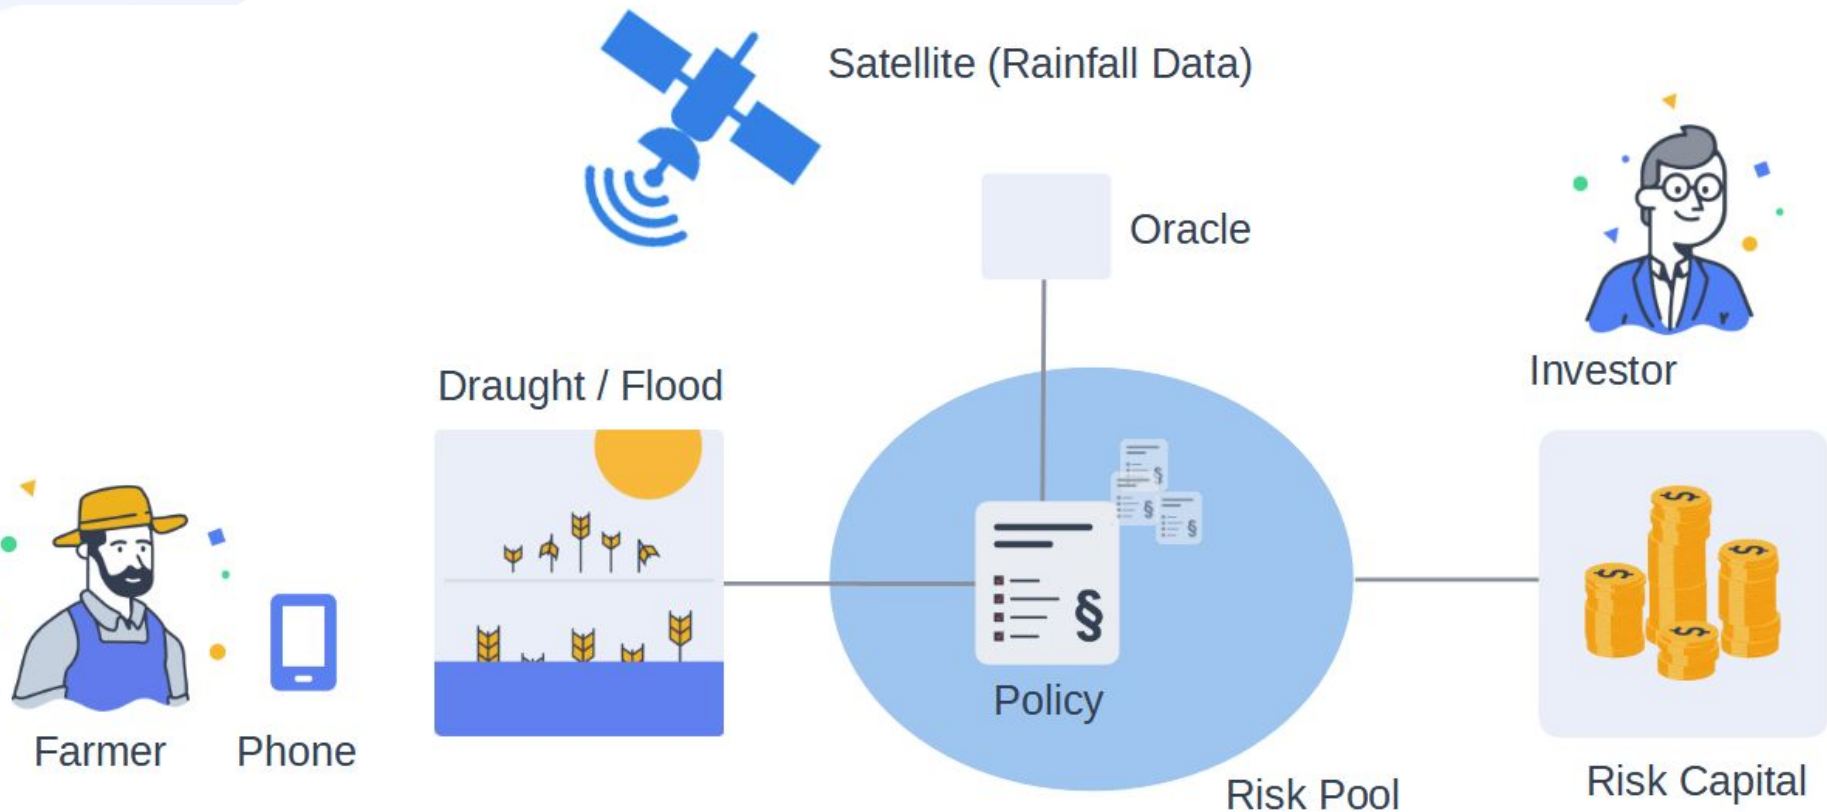 Satellite (Rainfall Data)
Oracle
Investor
Draught / Flood
Policy
Farmer
Phone
Risk Pool
Risk Capital